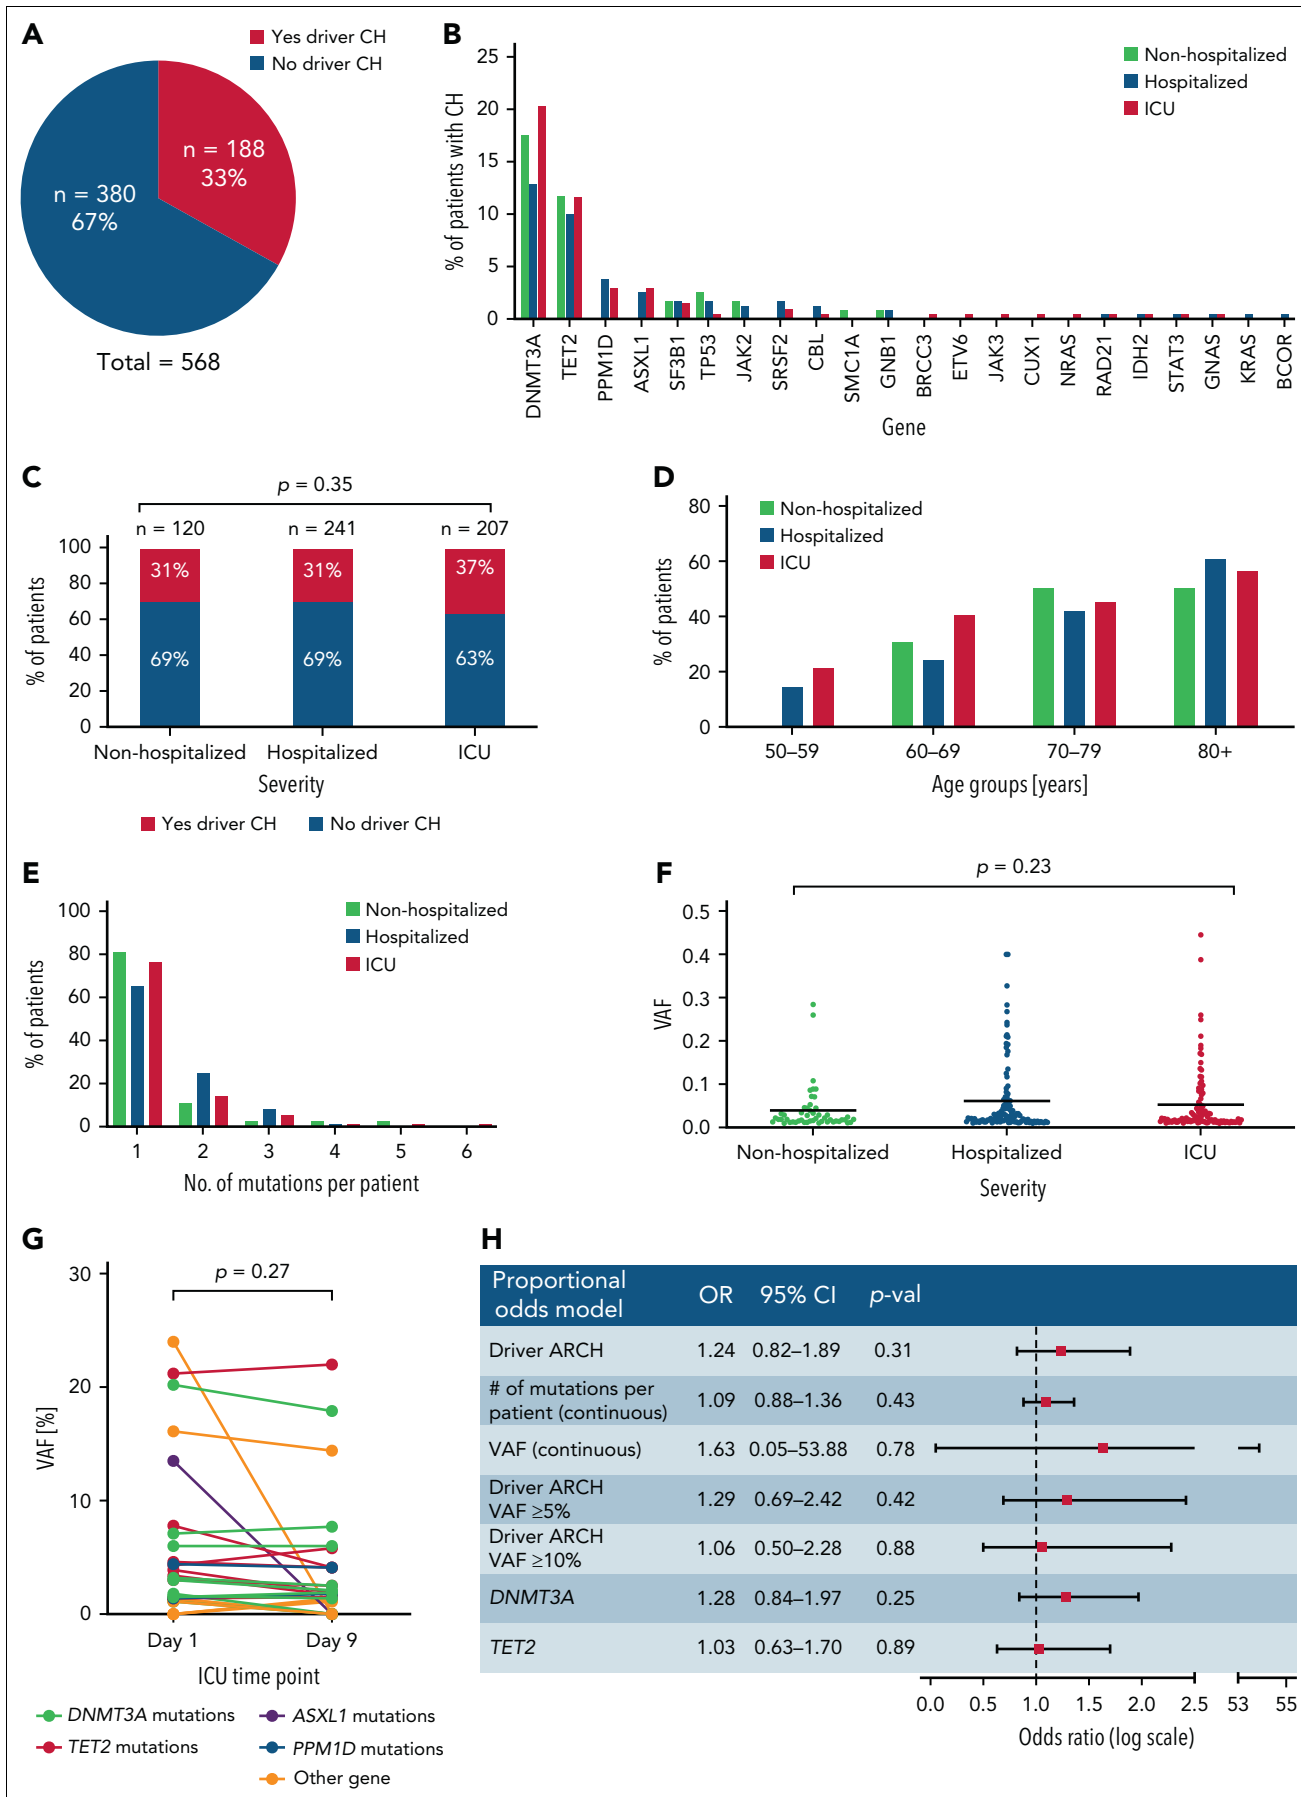 A
Yes driver CH
No driver CH
n = 188
33%
n = 380
67%
Total = 568
B
% of patients with CH
25
20
15
10
5
0
Non-hospitalized
Hospitalized
ICU
DNMT3A
TET2
PPM1D
ASXL1
SF3B1
TP53
JAK2
SRSF2
CBL
SMC1A
GNB1
BRCC3
ETV6
JAK3
CUX1
NRAS
RAD21
IDH2
STAT3
GNAS
KRAS
BCOR
Gene
C
p = 0.35
n = 120
n = 241
n = 207
% of patients
100
80
60
40
20
0
31%
31%
37%
69%
69%
63%
Non-hospitalized
Hospitalized
ICU
Severity
Yes driver CH
No driver CH
D
% of patients
80
60
40
20
0
Non-hospitalized
Hospitalized
ICU
50–59
60–69
70–79
80+
Age groups [years]
E
% of patients
100
80
60
40
20
0
Non-hospitalized
Hospitalized
ICU
1
2
3
4
5
6
No. of mutations per patient
F
p = 0.23
VAF
0.5
0.4
0.3
0.2
0.1
0.0
Non-hospitalized
Hospitalized
ICU
Severity
G
p = 0.27
VAF [%]
30
20
10
0
Day 1
Day 9
ICU time point
DNMT3A mutations
ASXL1 mutations
TET2 mutations
PPM1D mutations
Other gene
H
Proportional
odds model
OR
95% CI
p-val
Driver ARCH
1.24
0.82–1.89
0.31
# of mutations per
patient (continuous)
1.09
0.88–1.36
0.43
VAF (continuous)
1.63
0.05–53.88
0.78
Driver ARCH
VAF ≥5%
1.29
0.69–2.42
0.42
Driver ARCH
VAF ≥10%
1.06
0.50–2.28
0.88
DNMT3A
1.28
0.84–1.97
0.25
TET2
1.03
0.63–1.70
0.89
0.0
0.5
1.0
1.5
2.0
2.5
53
55
Odds ratio (log scale)